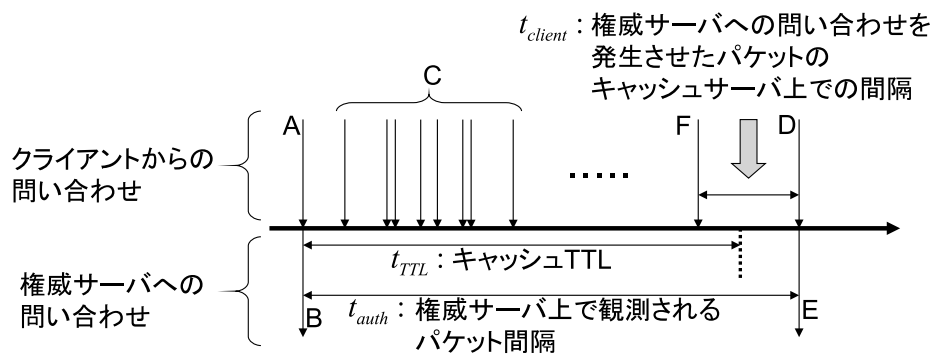 t_client：権威サーバへの問い合わせを
発生させたパケットの
キャッシュサーバ上での間隔
C
A
F
D
クライアントからの
問い合わせ
.....
t_TTL：キャッシュTTL
権威サーバへの
問い合わせ
B
t_auth：権威サーバ上で観測される
パケット間隔
E